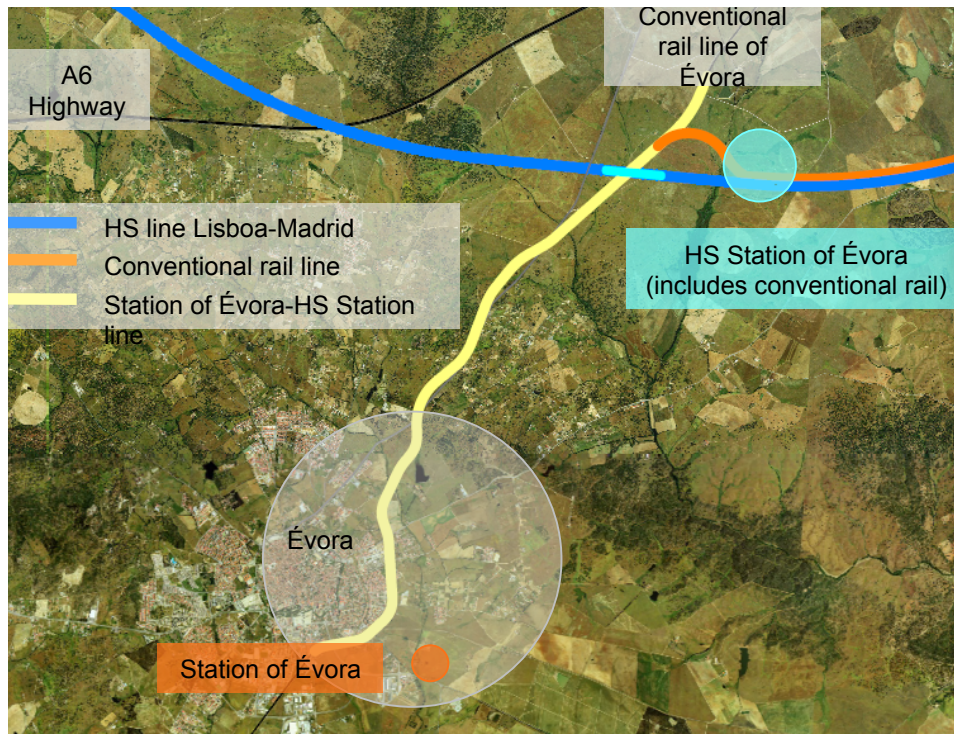 Conventional
rail line of
Évora
A6
Highway
HS line Lisboa-Madrid
Conventional rail line
Station of Évora-HS Station
line
HS Station of Évora
(includes conventional rail)
Évora
Station of Évora